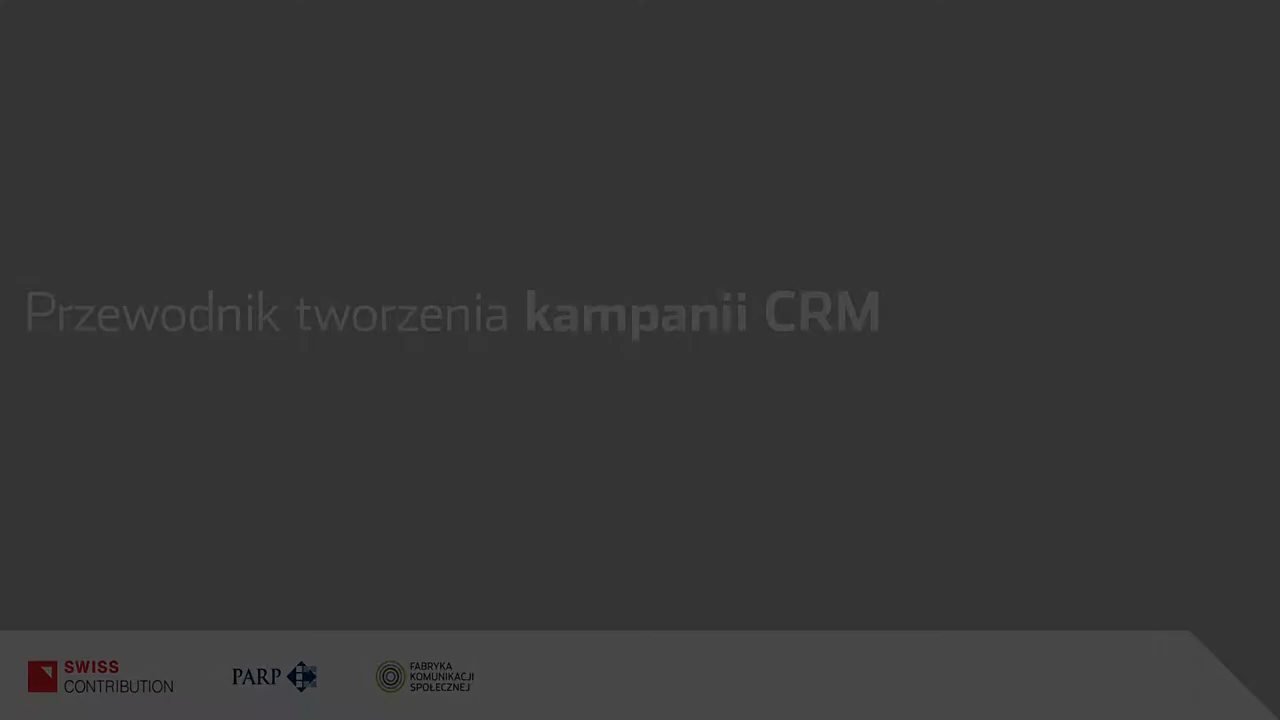 Przewodnik tworzenia kampanii CRM
SWISS
CONTRIBUTION
PARP
FABRYKA
KOMUNIKACJI
SPOŁECZNEJ